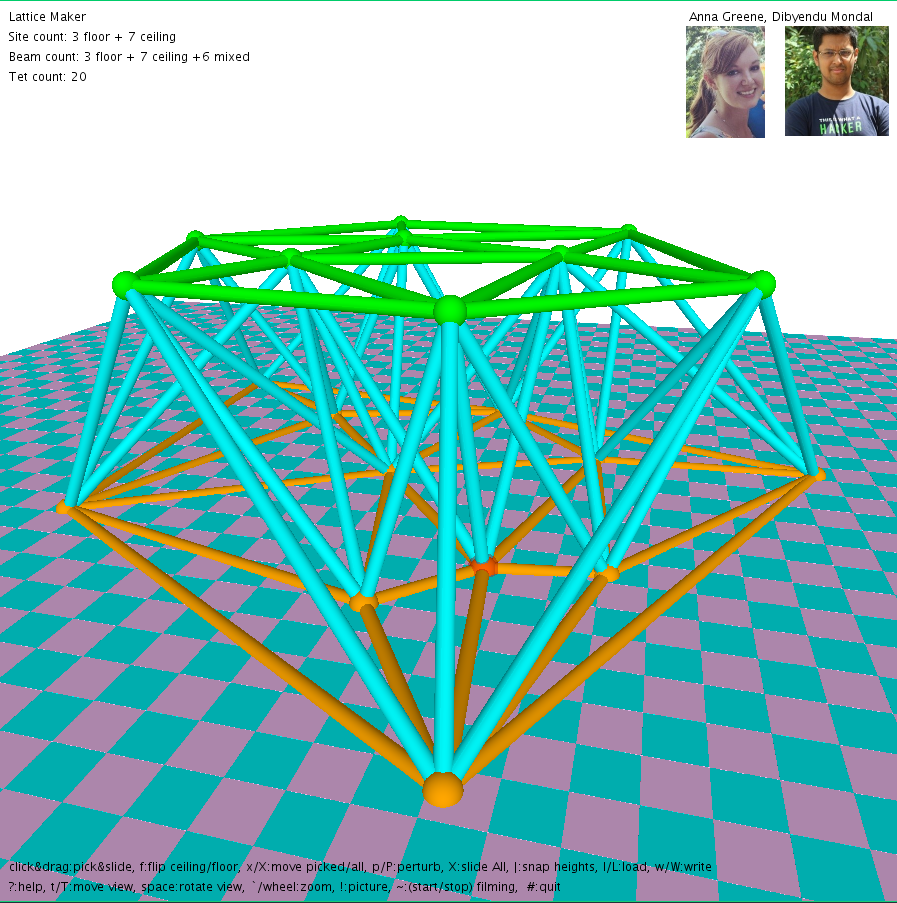 Lattice Maker
Anna Greene, Dibyendu Mondal
Site count: 3 floor + 7 ceiling
Beam count: 3 floor + 7 ceiling +6 mixed
Tet count: 20
THIS IS WHAT A
HACKER
click&drag:pick&slide, f:flip ceiling/floor, x/X:move picked/all, p/P:perturb, X:slide All, |:snap heights, l/L:load, w/W:write
?:help, t/T:move view, space:rotate view, `/wheel:zoom, !:picture, ~:(start/stop) filming, #:quit